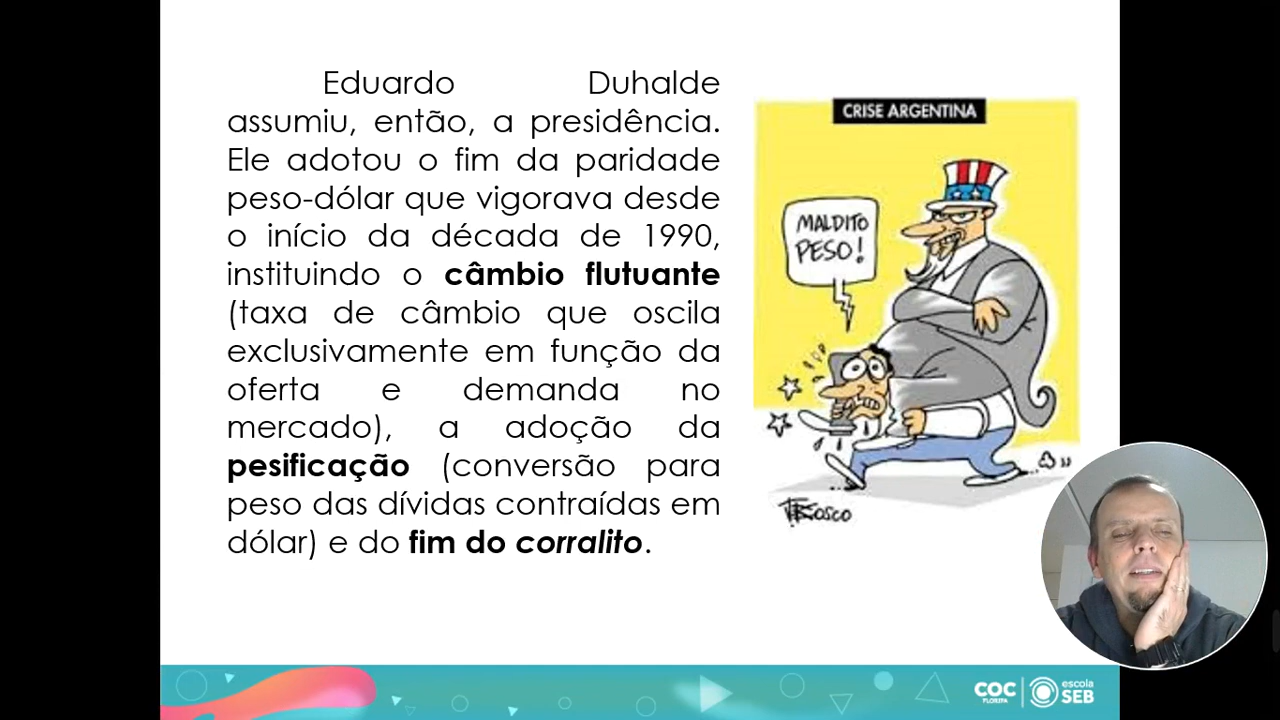 Eduardo Duhalde
assumiu, então, a presidência.
Ele adotou o fim da paridade
peso-dólar que vigorava desde
o início da década de 1990,
instituindo o câmbio flutuante
(taxa de câmbio que oscila
exclusivamente em função da
oferta e demanda no
mercado), a adoção da
pesificação (conversão para
peso das dívidas contraídas em
dólar) e do fim do corralito.
CRISE ARGENTINA
MALDITO
PESO!
COC
FLORIPA
escola
SEB